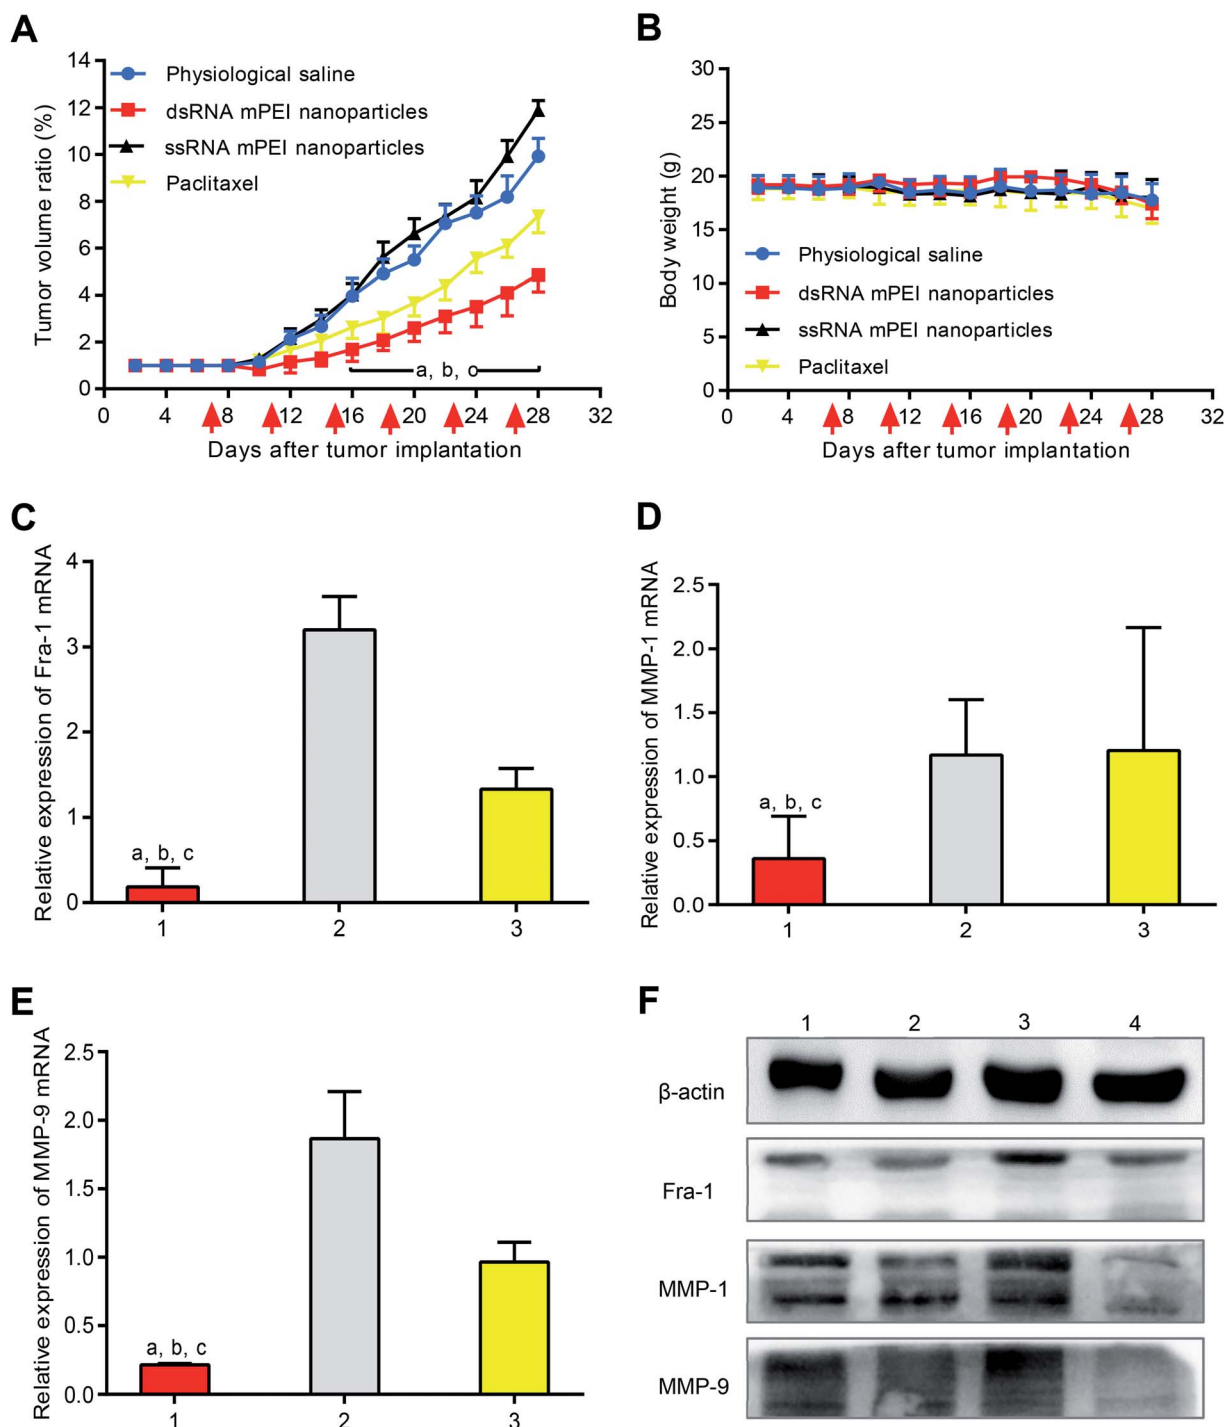 A
Tumor volume ratio (%)
14
12
10
8
6
4
2
0
Physiological saline
dsRNA mPEI nanoparticles
ssRNA mPEI nanoparticles
Paclitaxel
a, b, c
0 4 8 12 16 20 24 28 32
Days after tumor implantation
B
Body weight (g)
30
25
20
15
10
5
0
Physiological saline
dsRNA mPEI nanoparticles
ssRNA mPEI nanoparticles
Paclitaxel
0 4 8 12 16 20 24 28 32
Days after tumor implantation
C
Relative expression of Fra-1 mRNA
4
3
2
1
0
a, b, c
1 2 3
D
Relative expression of MMP-1 mRNA
2.5
2.0
1.5
1.0
0.5
0.0
a, b, c
1 2 3
E
Relative expression of MMP-9 mRNA
2.5
2.0
1.5
1.0
0.5
0.0
a, b, c
1 2 3
F
1 2 3 4
β-actin
Fra-1
MMP-1
MMP-9